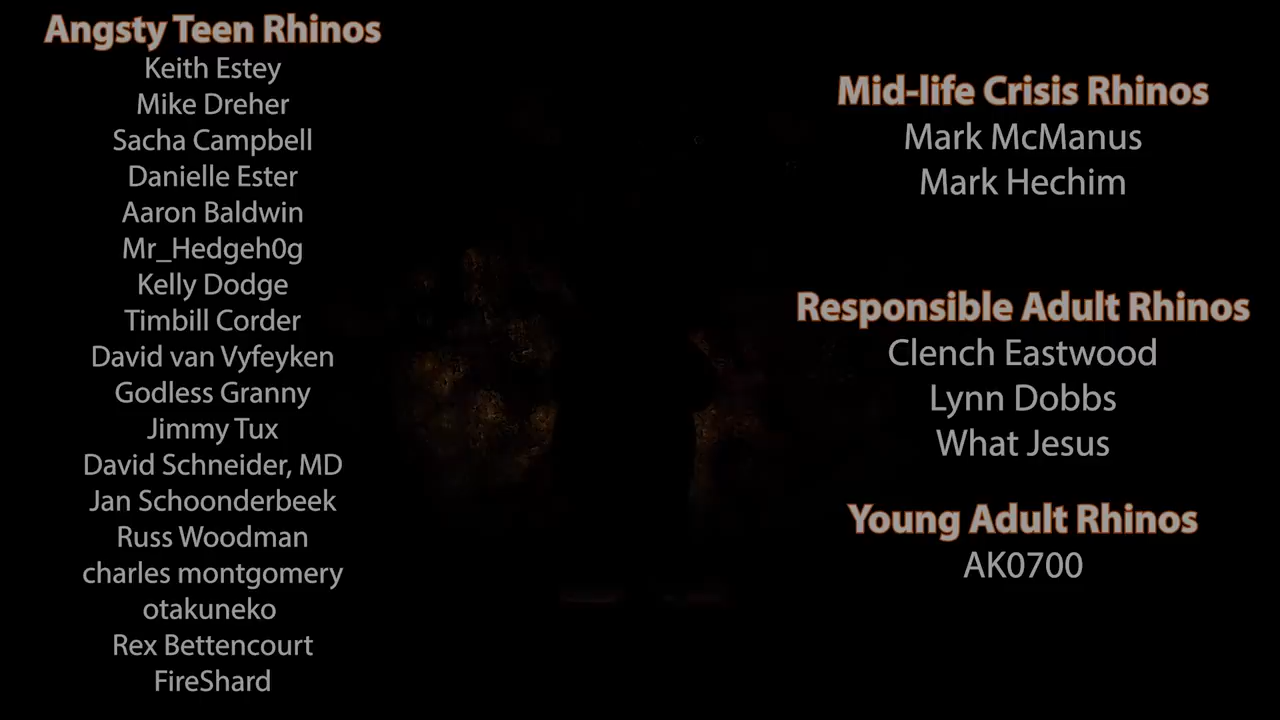 Angsty Teen Rhinos
Keith Estey
Mike Dreher
Sacha Campbell
Danielle Ester
Aaron Baldwin
Mr_Hedgeh0g
Kelly Dodge
Timbill Corder
David van Vyfeyken
Godless Granny
Jimmy Tux
David Schneider, MD
Jan Schoonderbeek
Russ Woodman
charles montgomery
otakuneko
Rex Bettencourt
FireShard
Mid-life Crisis Rhinos
Mark McManus
Mark Hechim
Responsible Adult Rhinos
Clench Eastwood
Lynn Dobbs
What Jesus
Young Adult Rhinos
AK0700